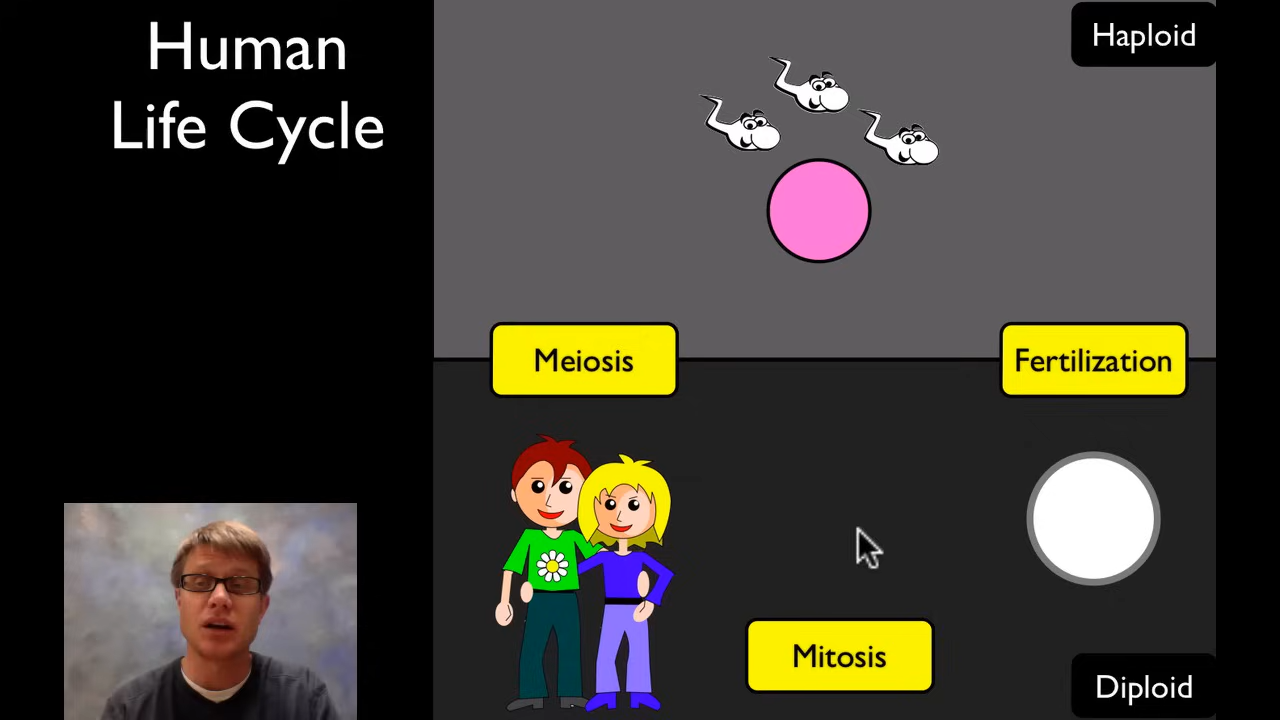 Human
Life Cycle
Haploid
Meiosis
Fertilization
Mitosis
Diploid